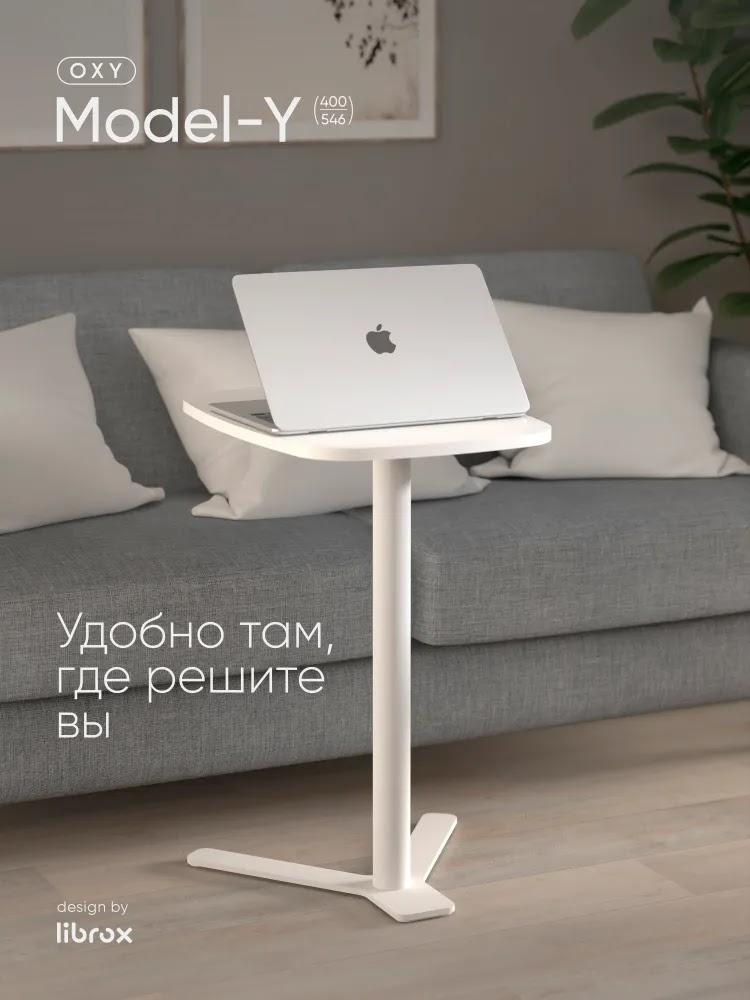 OXY
Model-Y (400/546)
Удобно там,
где решите
вы
design by
librox